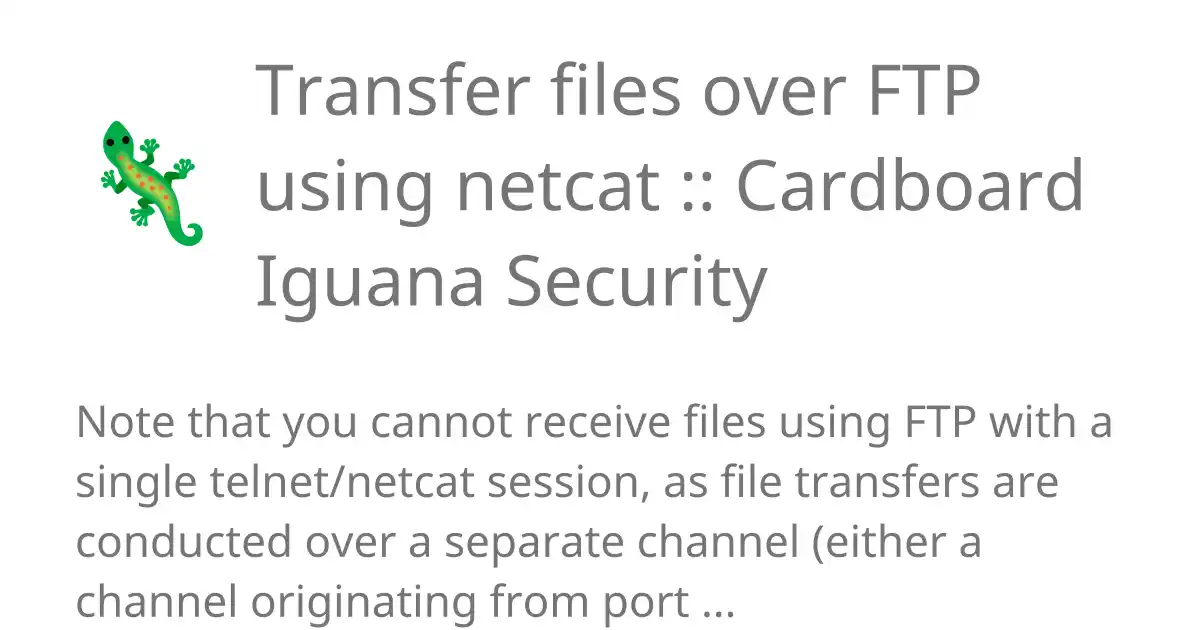 Transfer files over FTP
using netcat :: Cardboard
Iguana Security
Note that you cannot receive files using FTP with a
single telnet/netcat session, as file transfers are
conducted over a separate channel (either a
channel originating from port ...